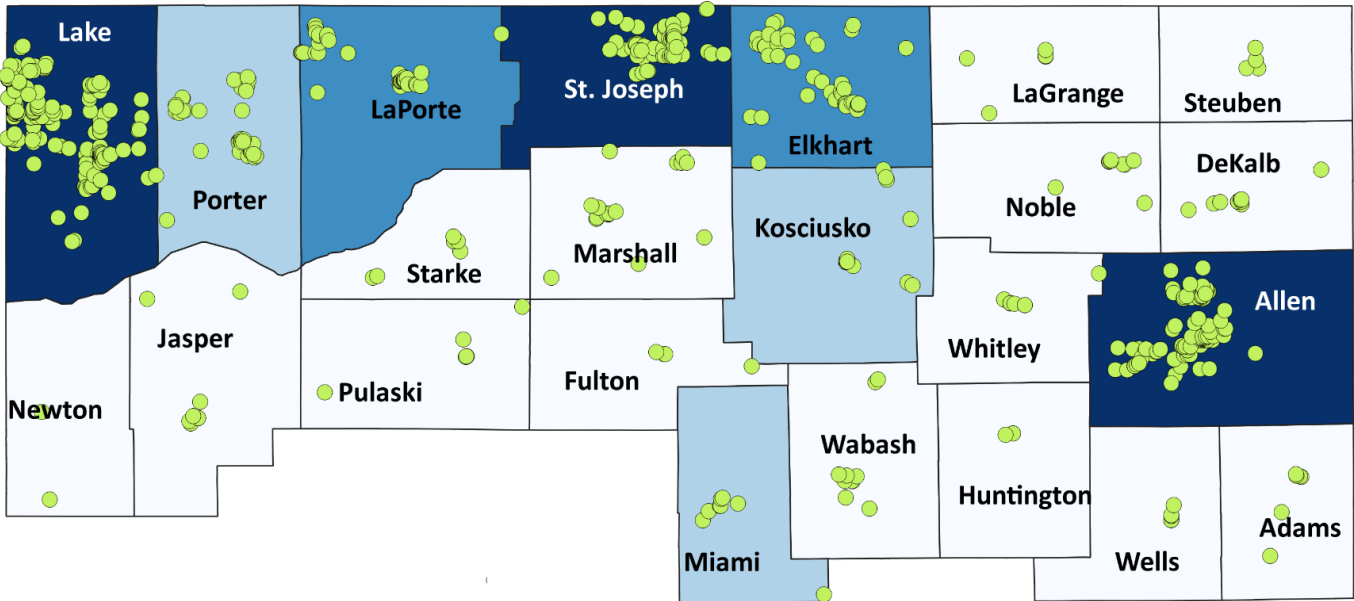 Lake
St. Joseph
LaPorte
LaGrange
Steuben
Elkhart
DeKalb
Porter
Noble
Kosciusko
Marshall
Starke
Allen
Jasper
Whitley
Fulton
Pulaski
Newton
Wabash
Huntington
Adams
Miami
Wells